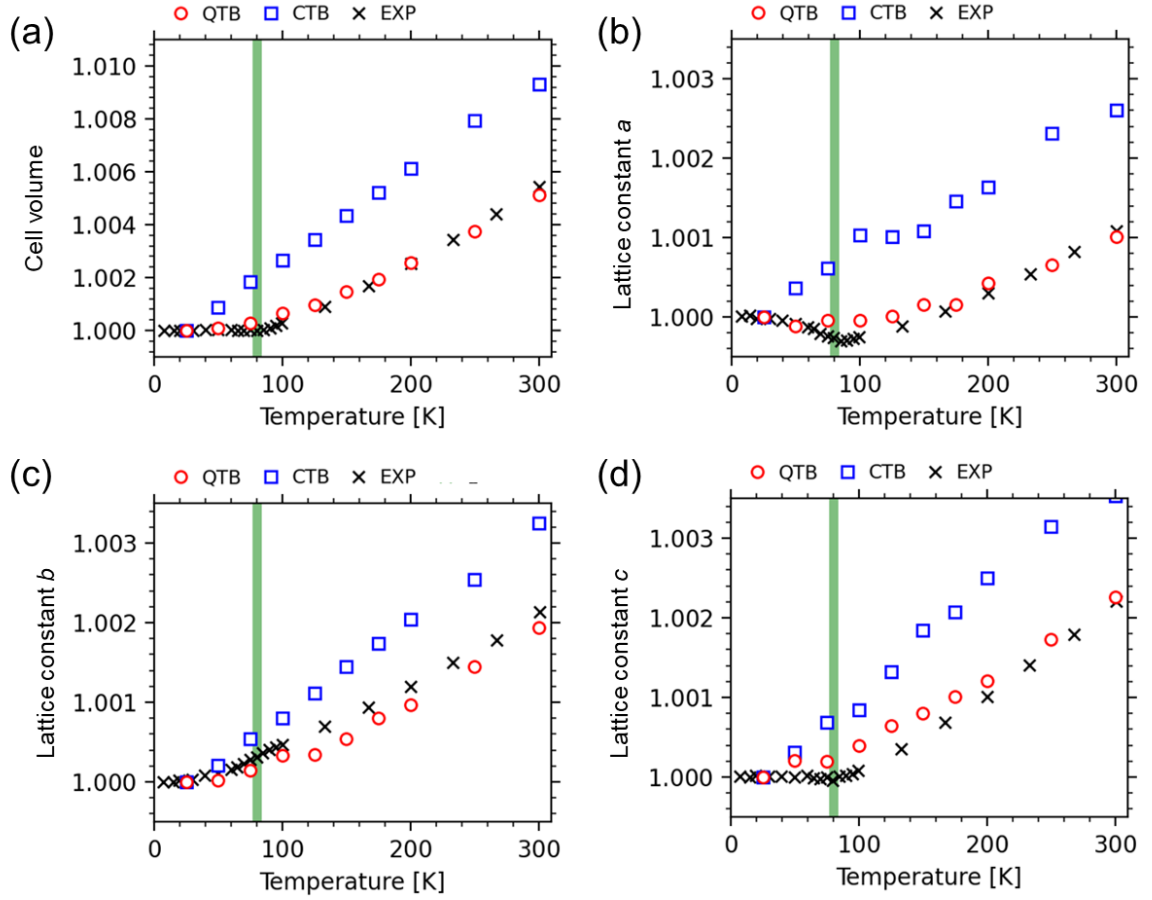 (a)
QTB CTB EXP
1.010
1.008
1.006
1.004
1.002
1.000
Cell volume
0 100 200 300
Temperature [K]
(b)
QTB CTB EXP
1.003
1.002
1.001
1.000
Lattice constant a
0 100 200 300
Temperature [K]
(c)
QTB CTB EXP
1.003
1.002
1.001
1.000
Lattice constant b
0 100 200 300
Temperature [K]
(d)
QTB CTB EXP
1.003
1.002
1.001
1.000
Lattice constant c
0 100 200 300
Temperature [K]